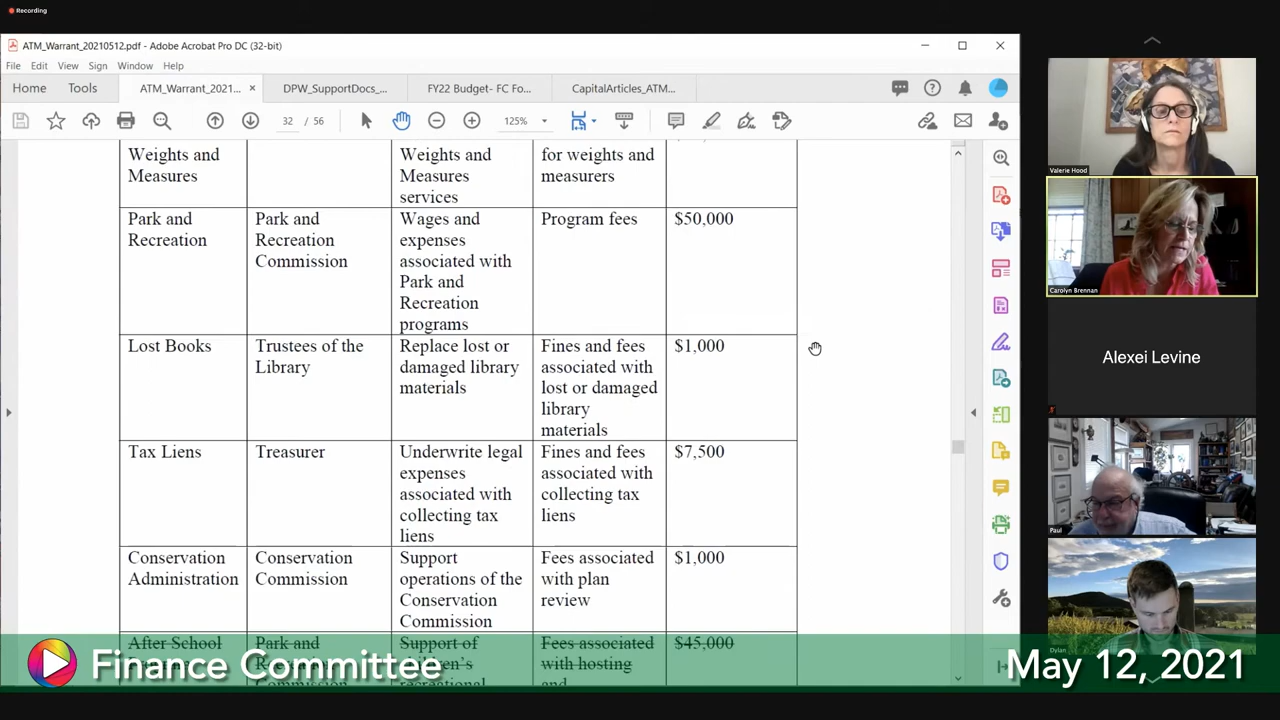 Recording
ATM_Warrant_20210512.pdf - Adobe Acrobat Pro DC (32-bit)
File Edit View Sign Window Help
Home Tools ATM_Warrant_2021... × DPW_SupportDocs_... FY22 Budget- FC Fo... CapitalArticles_ATM...
32 / 56 125%
Weights and Measures
Weights and Measures services
for weights and measurers
Park and Recreation
Park and Recreation Commission
Wages and expenses associated with Park and Recreation programs
Program fees
$50,000
Lost Books
Trustees of the Library
Replace lost or damaged library materials
Fines and fees associated with lost or damaged library materials
$1,000
Tax Liens
Treasurer
Underwrite legal expenses associated with collecting tax liens
Fines and fees associated with collecting tax liens
$7,500
Conservation Administration
Conservation Commission
Support operations of the Conservation Commission
Fees associated with plan review
$1,000
After School
Park and
Support of children's recreational
Fees associated with hosting and
$45,000
Valerie Hood
Carolyn Brennan
Alexei Levine
Paul
Dylan
Finance Committee
May 12, 2021